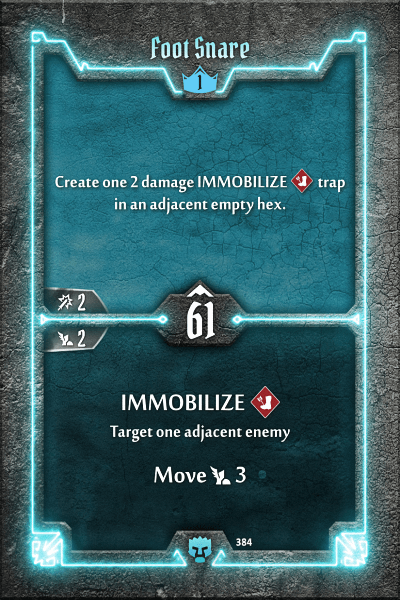 Foot Snare
1
Create one 2 damage IMMOBILIZE trap
in an adjacent empty hex.
2
61
2
IMMOBILIZE
Target one adjacent enemy
Move 3
384